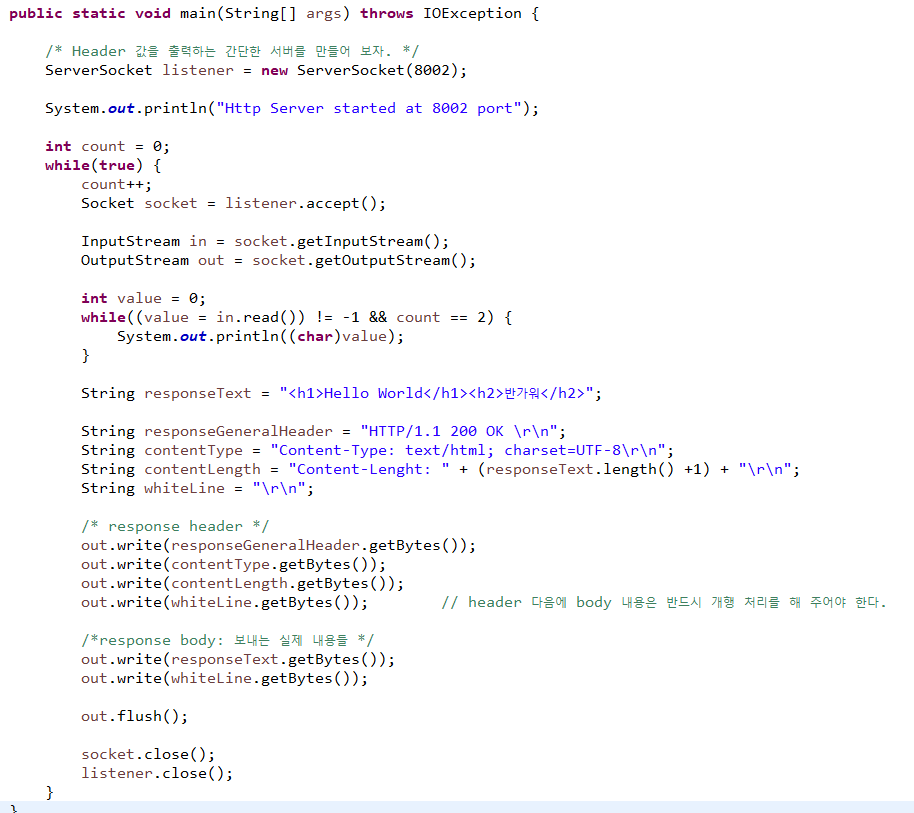 public static void main(String[] args) throws IOException {
/* Header 값을 출력하는 간단한 서버를 만들어 보자. */
ServerSocket listener = new ServerSocket(8002);
System.out.println("Http Server started at 8002 port");
int count = 0;
while(true) {
count++;
Socket socket = listener.accept();
InputStream in = socket.getInputStream();
OutputStream out = socket.getOutputStream();
int value = 0;
while((value = in.read()) != -1 && count == 2) {
System.out.println((char)value);
}
String responseText = "<h1>Hello World</h1><h2>반가워</h2>";
String responseGeneralHeader = "HTTP/1.1 200 OK \r\n";
String contentType = "Content-Type: text/html; charset=UTF-8\r\n";
String contentLength = "Content-Lenght: " + (responseText.length() +1) + "\r\n";
String whiteLine = "\r\n";
/* response header */
out.write(responseGeneralHeader.getBytes());
out.write(contentType.getBytes());
out.write(contentLength.getBytes());
out.write(whiteLine.getBytes()); // header 다음에 body 내용은 반드시 개행 처리를 해 주어야 한다.
/*response body: 보내는 실제 내용들 */
out.write(responseText.getBytes());
out.write(whiteLine.getBytes());
out.flush();
socket.close();
listener.close();
}
}